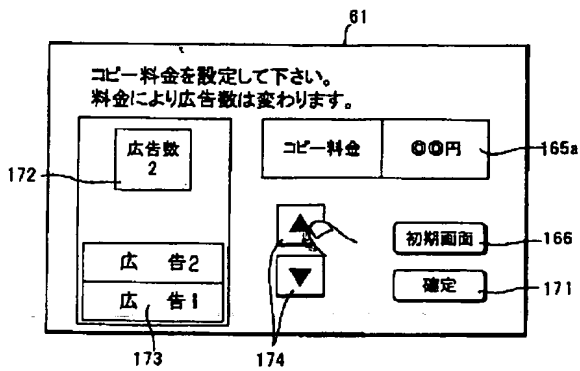 61
コピー料金を設定して下さい。
料金により広告数は変わります。
広告数
2
コピー料金
◎◎円
165a
172
初期画面
166
広 告2
確定
171
広 告1
173
174